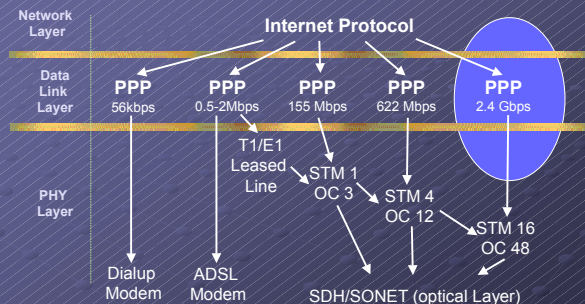 Network
Layer
Internet Protocol
Data
Link
Layer
PPP
56kbps
PPP
0.5-2Mbps
PPP
155 Mbps
PPP
622 Mbps
PPP
2.4 Gbps
T1/E1
Leased
Line
PHY
Layer
STM 1
OC 3
STM 4
OC 12
STM 16
OC 48
Dialup
Modem
ADSL
Modem
SDH/SONET (optical Layer)